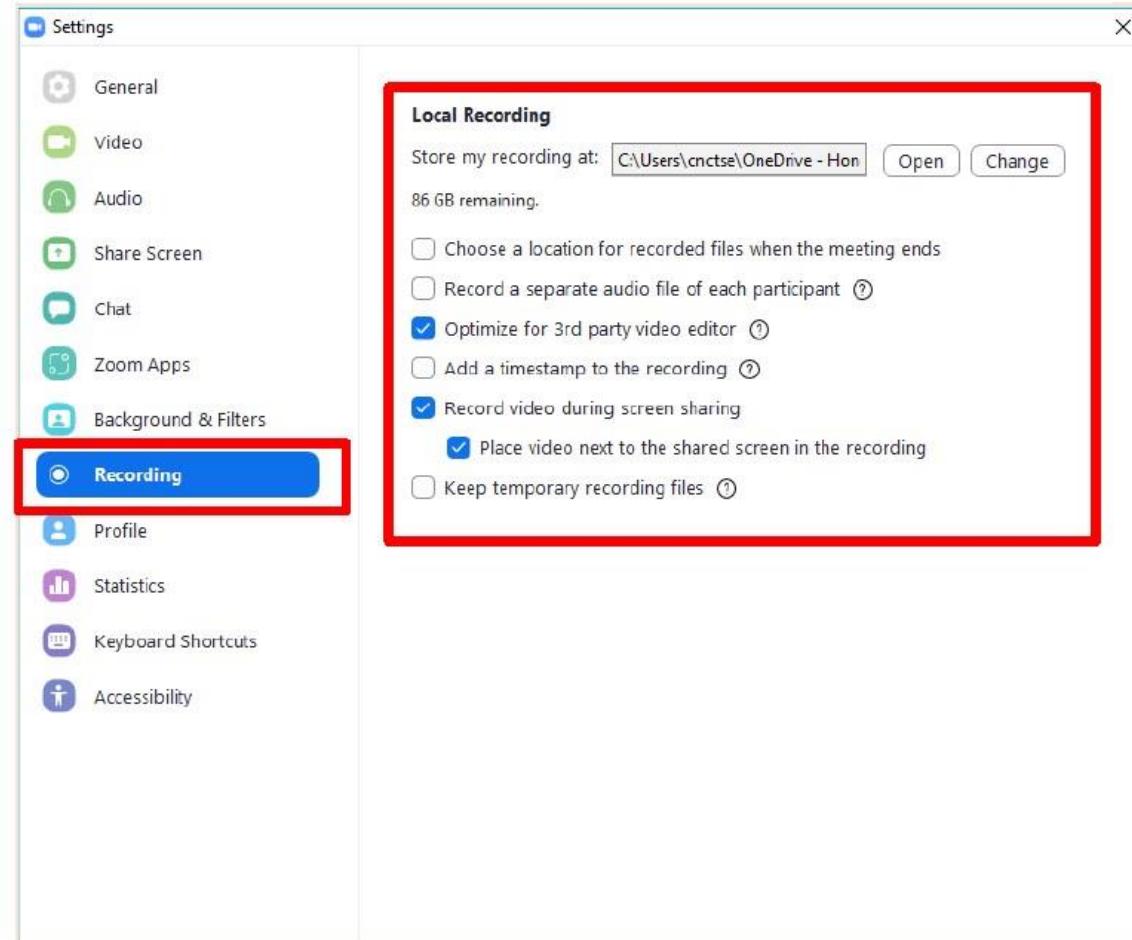 Settings
General
Video
Audio
Share Screen
Chat
Zoom Apps
Background & Filters
Recording
Profile
Statistics
Keyboard Shortcuts
Accessibility
Local Recording
Store my recording at: C:\Users\cnctse\OneDrive - Hon Open Change
86 GB remaining.
Choose a location for recorded files when the meeting ends
Record a separate audio file of each participant ?
Optimize for 3rd party video editor ?
Add a timestamp to the recording ?
Record video during screen sharing
Place video next to the shared screen in the recording
Keep temporary recording files ?